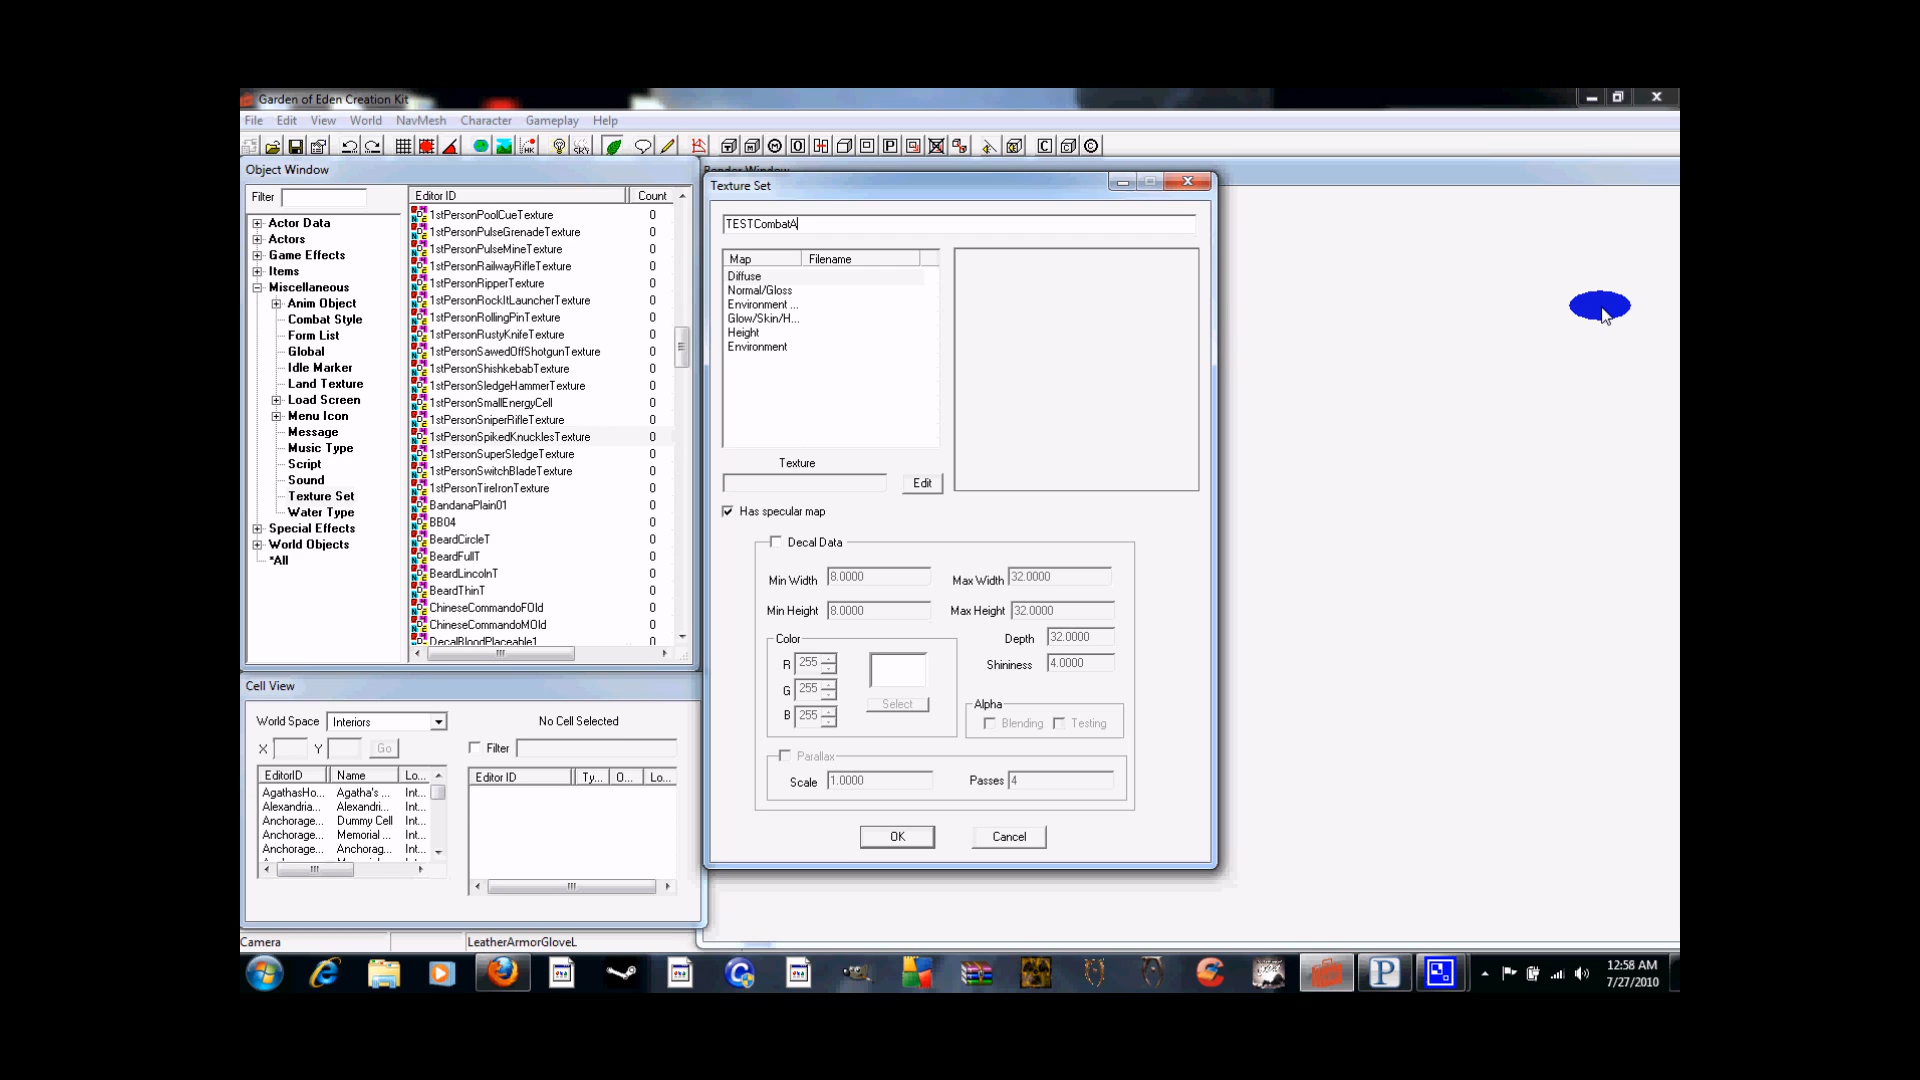 Garden of Eden Creation Kit
File Edit View World NavMesh Character Gameplay Help
Object Window
Filter
Actor Data
Actors
Game Effects
Items
Miscellaneous
Anim Object
Combat Style
Form List
Global
Idle Marker
Land Texture
Load Screen
Menu Icon
Message
Music Type
Script
Sound
Texture Set
Water Type
Special Effects
World Objects
*All
Editor ID Count
1stPersonPoolCueTexture 0
1stPersonPulseGrenadeTexture 0
1stPersonPulseMineTexture 0
1stPersonRailwayRifleTexture 0
1stPersonRipperTexture 0
1stPersonRockItLauncherTexture 0
1stPersonRollingPinTexture 0
1stPersonRustyKnifeTexture 0
1stPersonSawedOffShotgunTexture 0
1stPersonShishkebabTexture 0
1stPersonSledgeHammerTexture 0
1stPersonSmallEnergyCell 0
1stPersonSniperRifleTexture 0
1stPersonSpikedKnucklesTexture 0
1stPersonSuperSledgeTexture 0
1stPersonSwitchBladeTexture 0
1stPersonTireIronTexture 0
BandanaPlain01 0
BB04 0
BeardCircleT 0
BeardFullT 0
BeardLincolnT 0
BeardThinT 0
ChineseCommandoFOld 0
ChineseCommandoMOld 0
DecalBloodPlaceable1 0
Render Window
Texture Set
TESTCombatA
Map Filename
Diffuse
Normal/Gloss
Environment ...
Glow/Skin/H...
Height
Environment
Texture
Edit
Has specular map
Decal Data
Min Width 8.0000 Max Width 32.0000
Min Height 8.0000 Max Height 32.0000
Color
R 255
G 255
B 255
Select
Depth 32.0000
Shininess 4.0000
Alpha
Blending Testing
Parallax
Scale 1.0000 Passes 4
OK Cancel
Cell View
World Space Interiors
No Cell Selected
X Y Go
Filter
EditorID Name Lo...
AgathasHo... Agatha's ... Int...
Alexandria... Alexandri... Int...
Anchorage... Dummy Cell Int...
Anchorage... Memorial ... Int...
Anchorage... Anchorag... Int...
Editor ID Ty... O... Lo...
Camera LeatherArmorGloveL
12:58 AM
7/27/2010